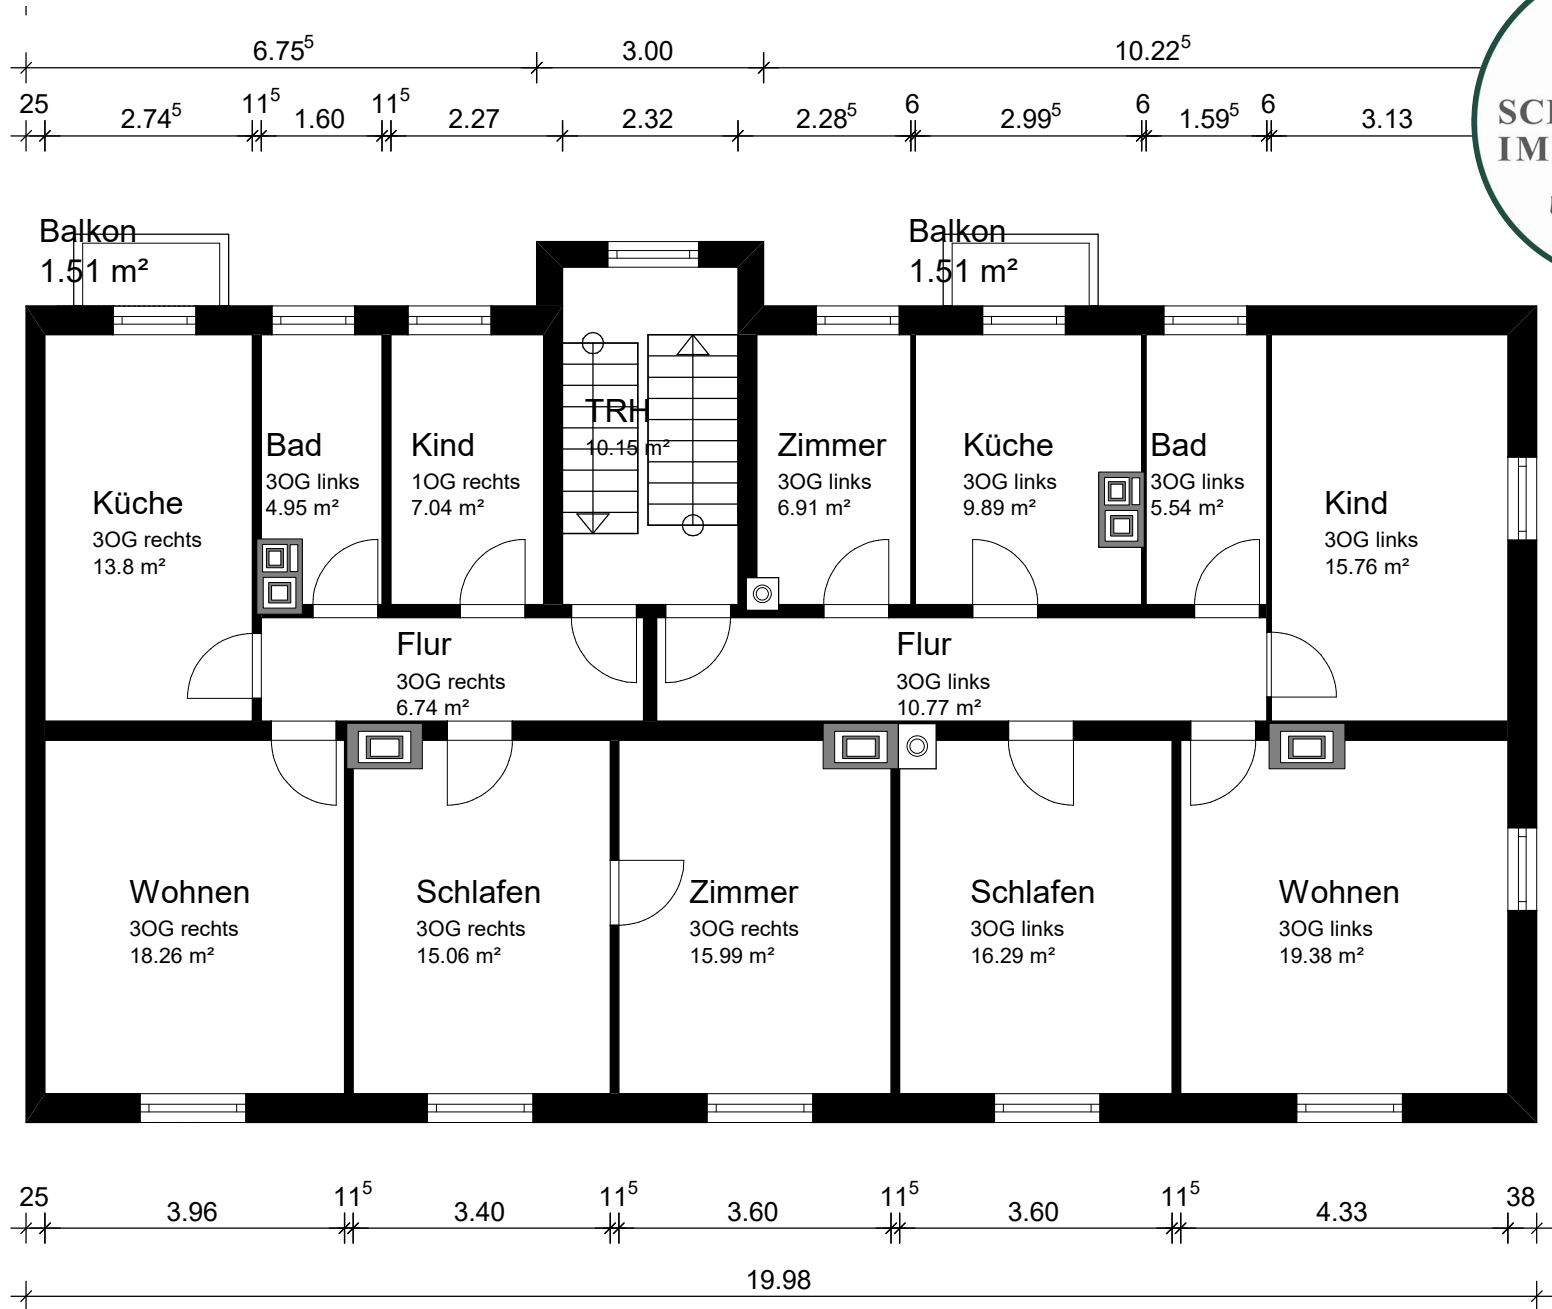 6.75⁵ 3.00 10.22⁵
25 2.74⁵ 11⁵ 1.60 11⁵ 2.27 2.32 2.28⁵ 6 2.99⁵ 6 1.59⁵ 6 3.13
Balkon
1.51 m²
Balkon
1.51 m²
TRH
10.15 m²
Küche
3OG rechts
13.8 m²
Bad
3OG links
4.95 m²
Kind
1OG rechts
7.04 m²
Zimmer
3OG links
6.91 m²
Küche
3OG links
9.89 m²
Bad
3OG links
5.54 m²
Kind
3OG links
15.76 m²
Flur
3OG rechts
6.74 m²
Flur
3OG links
10.77 m²
Wohnen
3OG rechts
18.26 m²
Schlafen
3OG rechts
15.06 m²
Zimmer
3OG rechts
15.99 m²
Schlafen
3OG links
16.29 m²
Wohnen
3OG links
19.38 m²
25 3.96 11⁵ 3.40 11⁵ 3.60 11⁵ 3.60 11⁵ 4.33 38
19.98